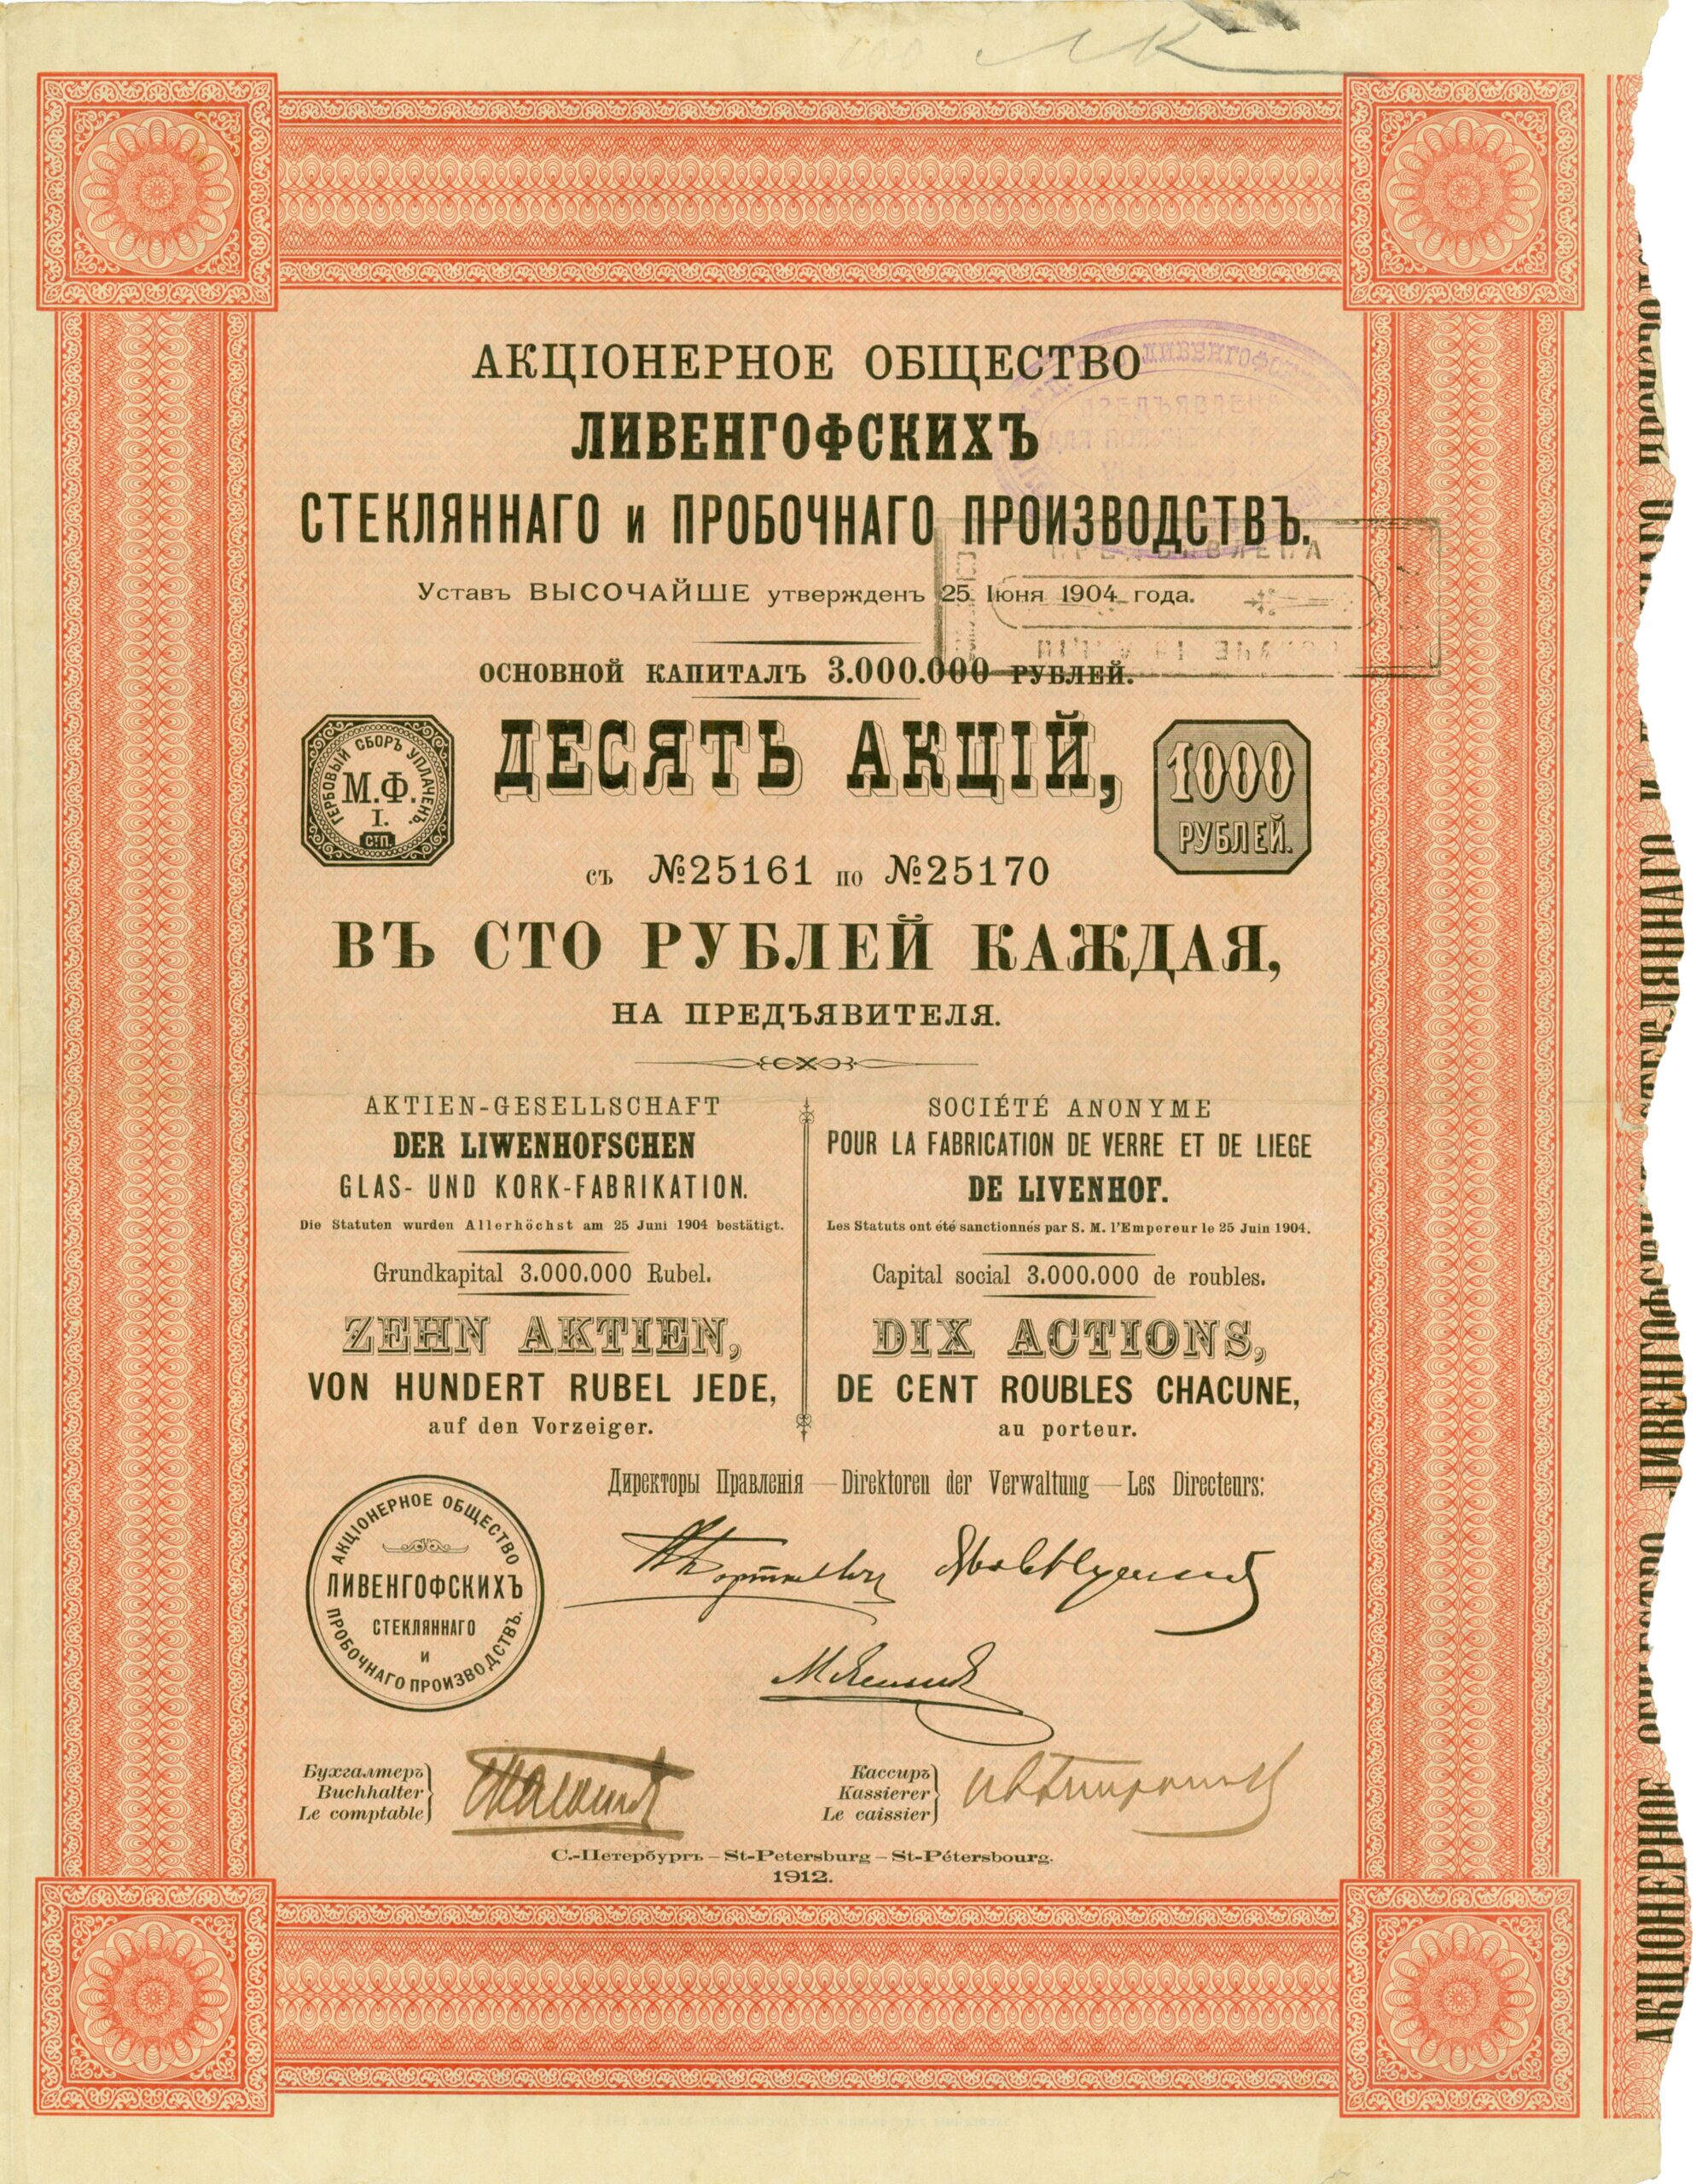 АКЦІОНЕРНОЕ ОБЩЕСТВО
ЛИВЕНГОФСКИХЪ
СТЕКЛЯННАГО и ПРОБОЧНАГО ПРОИЗВОДСТВЪ.
ПРЕДЪЯВЛЕНА
Уставъ ВЫСОЧАЙШЕ утвержденъ 25 Іюня 1904 года.
ОСНОВНОЙ КАПИТАЛЪ 3.000.000 РУБЛЕЙ.
ГЕРБОВЫЙ СБОРЪ УПЛАЧЕНЪ.
М.Ф.
I.
СТП.
ДЕСЯТЬ АКЦІЙ,
1000
РУБЛЕЙ.
съ №25161 по №25170
ВЪ СТО РУБЛЕЙ КАЖДАЯ,
НА ПРЕДЪЯВИТЕЛЯ.
AKTIEN-GESELLSCHAFT
DER LIWENHOFSCHEN
GLAS- UND KORK-FABRIKATION.
Die Statuten wurden Allerhöchst am 25 Juni 1904 bestätigt.
Grundkapital 3.000.000 Rubel.
ZEHN AKTIEN,
VON HUNDERT RUBEL JEDE,
auf den Vorzeiger.
SOCIÉTÉ ANONYME
POUR LA FABRICATION DE VERRE ET DE LIEGE
DE LIVENHOF.
Les Statuts ont été sanctionnés par S. M. l'Empereur le 25 Juin 1904.
Capital social 3.000.000 de roubles.
DIX ACTIONS,
DE CENT ROUBLES CHACUNE,
au porteur.
Директоры Правленія — Direktoren der Verwaltung — Les Directeurs:
АКЦІОНЕРНОЕ ОБЩЕСТВО
ЛИВЕНГОФСКИХЪ
СТЕКЛЯННАГО
И
ПРОБОЧНАГО ПРОИЗВОДСТВЪ.
Бухгалтеръ
Buchhalter
Le comptable
Кассиръ
Kassierer
Le caissier
С.-Петербургъ – St-Petersburg – St-Pétersbourg.
1912.